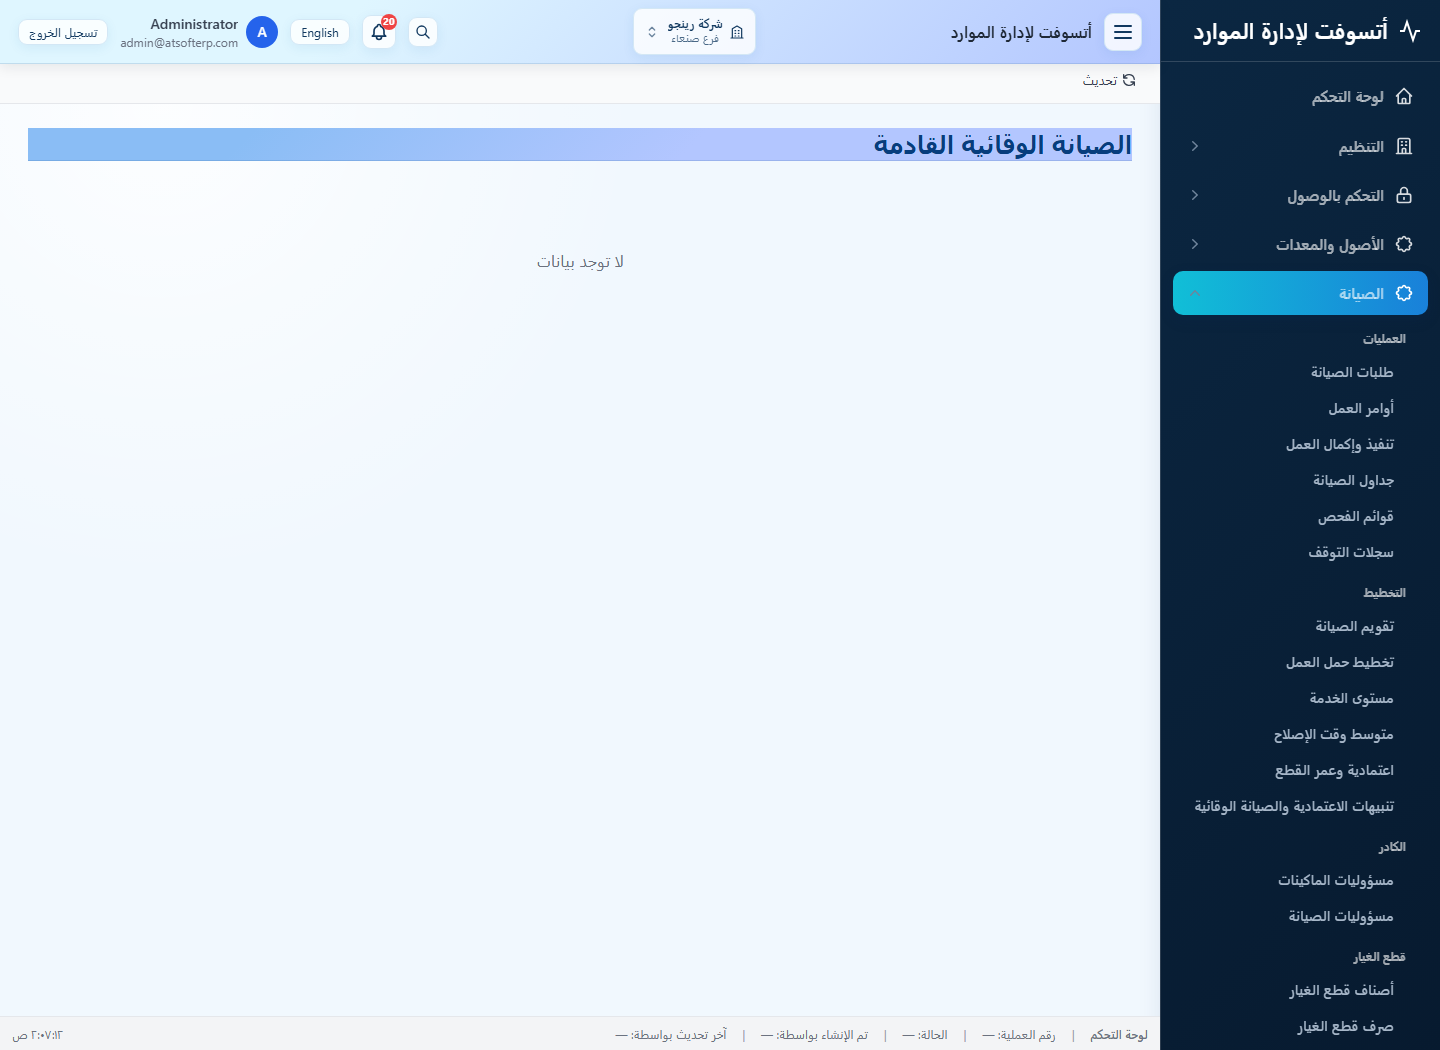 أتسوفت لإدارة الموارد
لوحة التحكم
التنظيم
التحكم بالوصول
الأصول والمعدات
الصيانة
العمليات
طلبات الصيانة
أوامر العمل
تنفيذ وإكمال العمل
جداول الصيانة
قوائم الفحص
سجلات التوقف
التخطيط
تقويم الصيانة
تخطيط حمل العمل
مستوى الخدمة
متوسط وقت الإصلاح
اعتمادية وعمر القطع
تنبيهات الاعتمادية والصيانة الوقائية
الكادر
مسؤوليات الماكينات
مسؤوليات الصيانة
قطع الغيار
أصناف قطع الغيار
صرف قطع الغيار
أتسوفت لإدارة الموارد
شركة رينجو
فرع صنعاء
20
English
A
Administrator
admin@atsofterp.com
تسجيل الخروج
تحديث
الصيانة الوقائية القادمة
لا توجد بيانات
لوحة التحكم | رقم العملية: — | الحالة: — | تم الإنشاء بواسطة: — | آخر تحديث بواسطة: —
٢:٠٧:١٢ ص